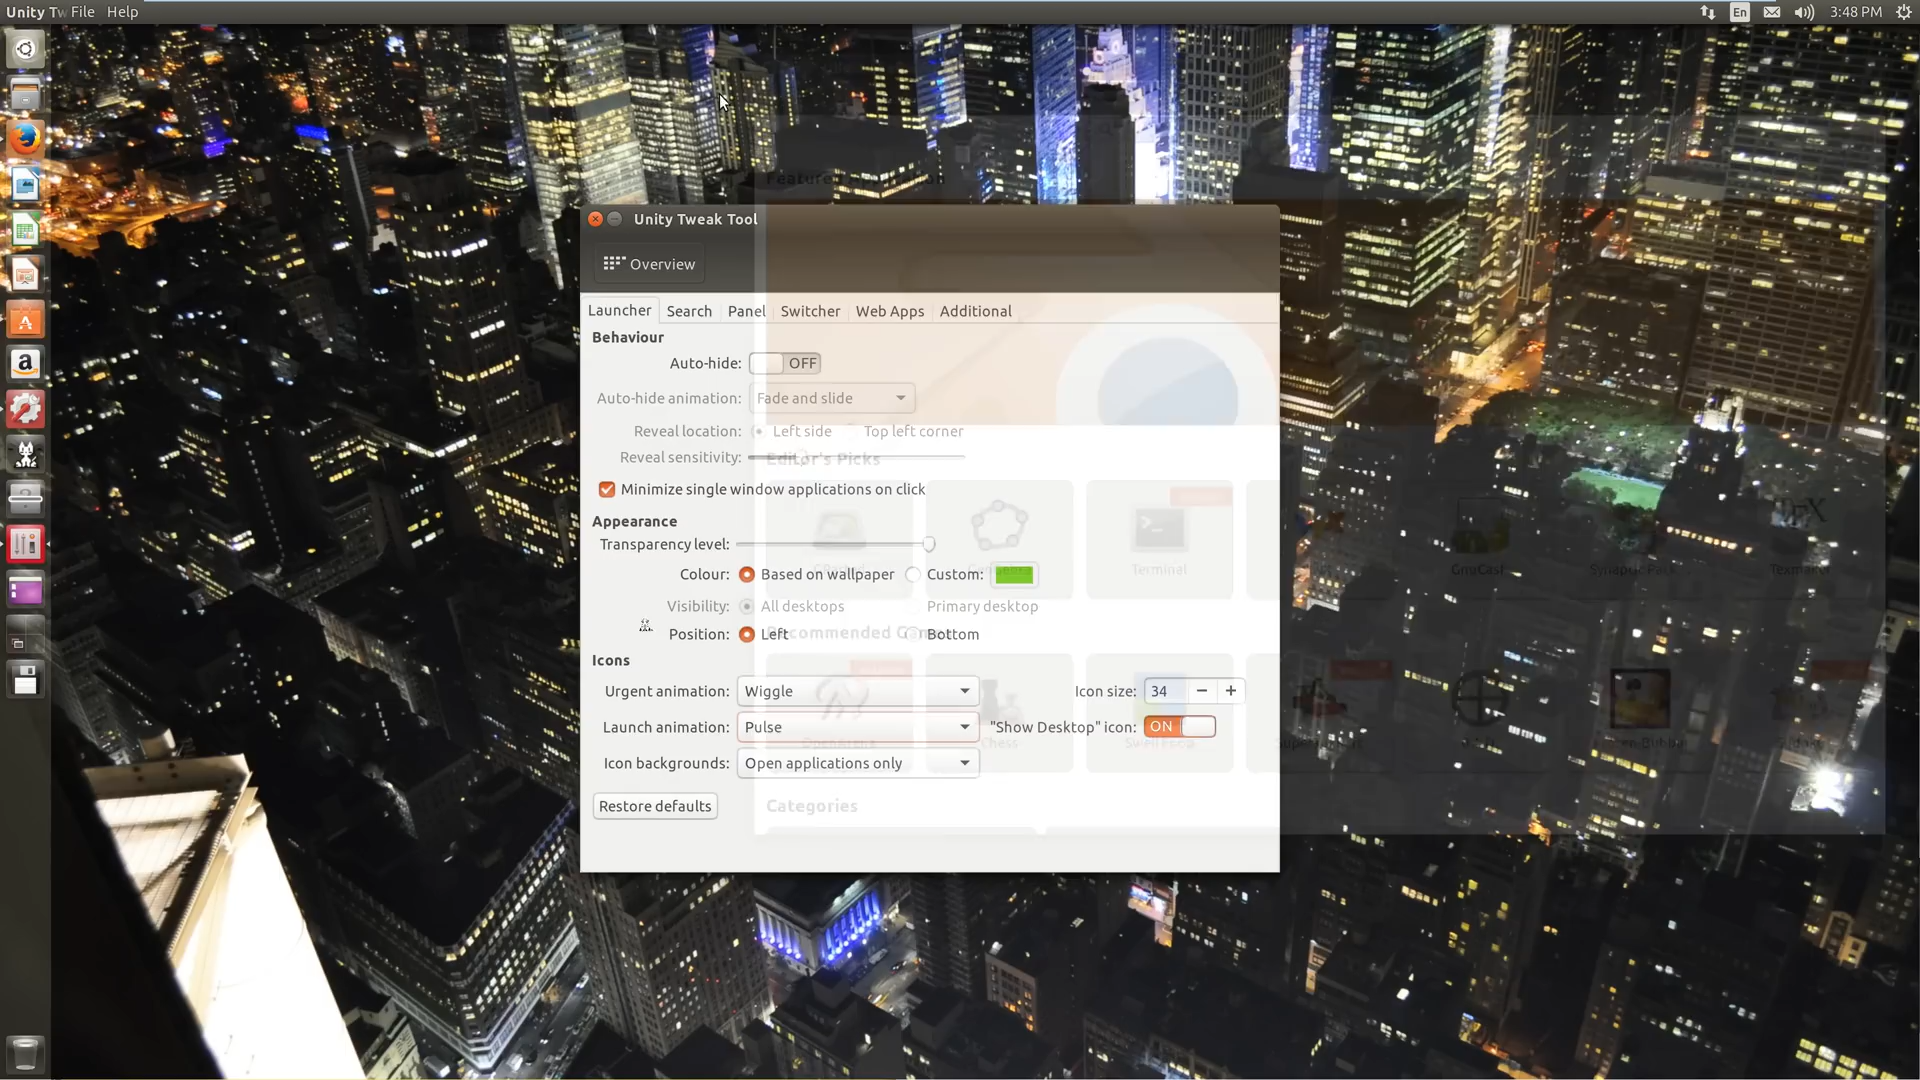 Unity Tw File Help
En 3:48 PM
Unity Tweak Tool
Overview
Launcher Search Panel Switcher Web Apps Additional
Behaviour
Auto-hide: OFF
Auto-hide animation: Fade and slide
Reveal location: Left side Top left corner
Reveal sensitivity:
Editor's Picks
Minimize single window applications on click
Appearance
Transparency level:
Terminal
Colour: Based on wallpaper Custom:
Visibility: All desktops Primary desktop
Position: Left Bottom
Icons
Urgent animation: Wiggle Icon size: 34
Launch animation: Pulse "Show Desktop" icon: ON
Chess
Icon backgrounds: Open applications only
Restore defaults
Categories